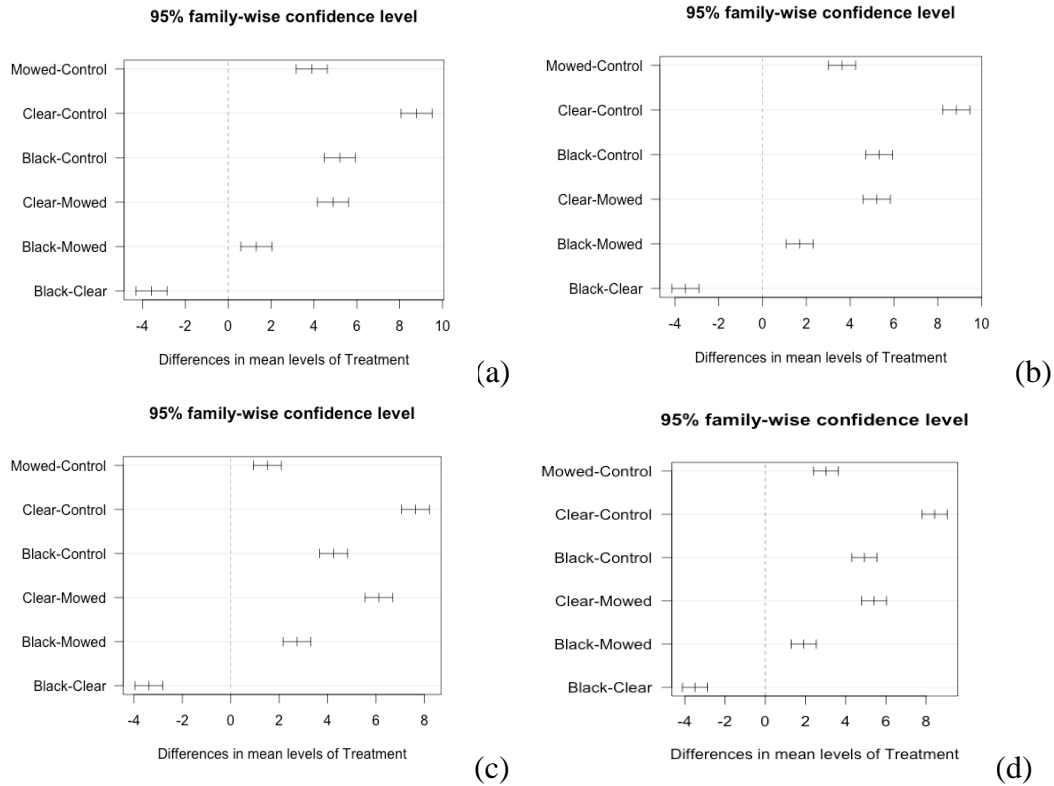 95% family-wise confidence level
Mowed-Control
Clear-Control
Black-Control
Clear-Mowed
Black-Mowed
Black-Clear
-4 -2 0 2 4 6 8 10
Differences in mean levels of Treatment
(a)
95% family-wise confidence level
Mowed-Control
Clear-Control
Black-Control
Clear-Mowed
Black-Mowed
Black-Clear
-4 -2 0 2 4 6 8 10
Differences in mean levels of Treatment
(b)
95% family-wise confidence level
Mowed-Control
Clear-Control
Black-Control
Clear-Mowed
Black-Mowed
Black-Clear
-4 -2 0 2 4 6 8
Differences in mean levels of Treatment
(c)
95% family-wise confidence level
Mowed-Control
Clear-Control
Black-Control
Clear-Mowed
Black-Mowed
Black-Clear
-4 -2 0 2 4 6 8
Differences in mean levels of Treatment
(d)